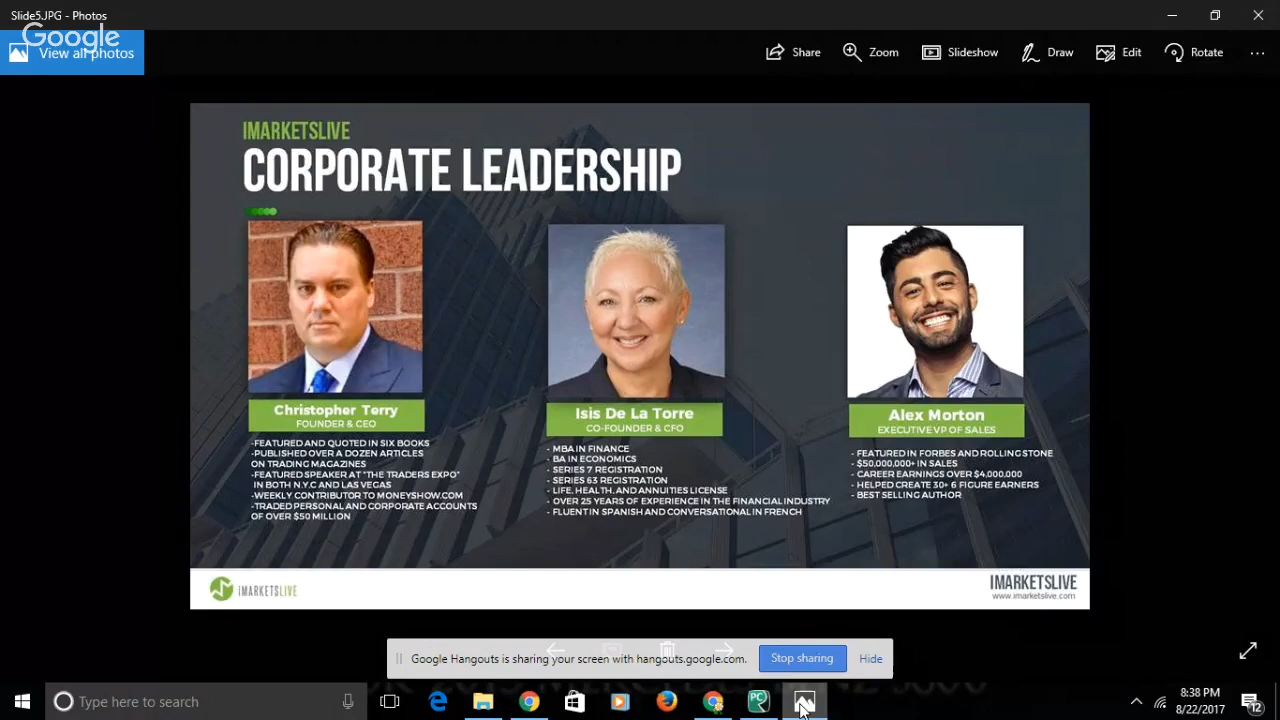 Slide5.JPG - Photos
Google
View all photos
Share
Zoom
Slideshow
Draw
Edit
Rotate
IMARKETSLIVE
CORPORATE LEADERSHIP
Christopher Terry
FOUNDER & CEO
-FEATURED AND QUOTED IN SIX BOOKS
-PUBLISHED OVER A DOZEN ARTICLES
ON TRADING MAGAZINES
-FEATURED SPEAKER AT "THE TRADERS EXPO"
IN BOTH N.Y.C AND LAS VEGAS
-WEEKLY CONTRIBUTOR TO MONEYSHOW.COM
-TRADED PERSONAL AND CORPORATE ACCOUNTS
OF OVER $50 MILLION
Isis De La Torre
CO-FOUNDER & CFO
- MBA IN FINANCE
- BA IN ECONOMICS
- SERIES 7 REGISTRATION
- SERIES 63 REGISTRATION
- LIFE, HEALTH, AND ANNUITIES LICENSE
- OVER 25 YEARS OF EXPERIENCE IN THE FINANCIAL INDUSTRY
- FLUENT IN SPANISH AND CONVERSATIONAL IN FRENCH
Alex Morton
EXECUTIVE VP OF SALES
- FEATURED IN FORBES AND ROLLING STONE
- $50,000,000+ IN SALES
- CAREER EARNINGS OVER $4,000,000
- HELPED CREATE 30+ 6 FIGURE EARNERS
- BEST SELLING AUTHOR
IMARKETSLIVE
IMARKETSLIVE
www.imarketslive.com
Google Hangouts is sharing your screen with hangouts.google.com.
Stop sharing
Hide
Type here to search
8:38 PM
8/22/2017
12